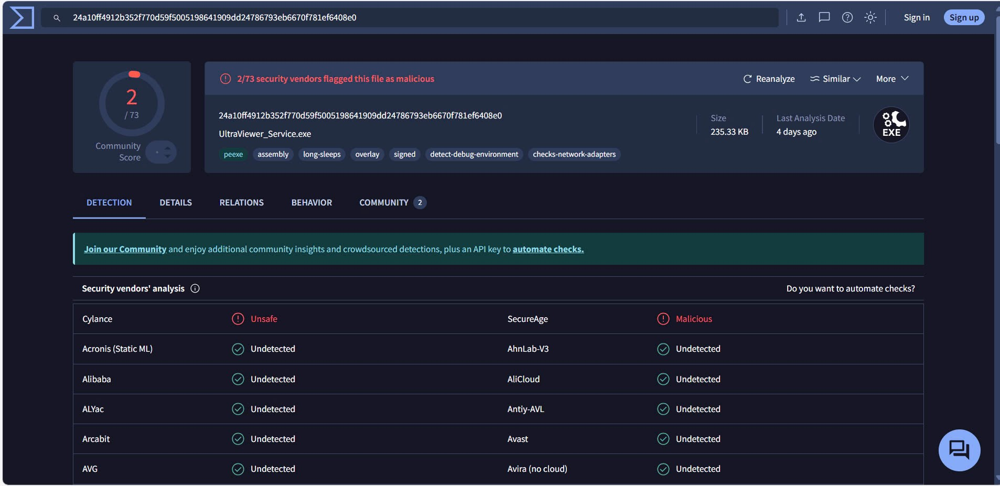 24a10ff4912b352f770d59f5005198641909dd24786793eb6670f781ef6408e0
Sign in
Sign up
2
/ 73
Community
Score
2/73 security vendors flagged this file as malicious
Reanalyze
Similar
More
24a10ff4912b352f770d59f5005198641909dd24786793eb6670f781ef6408e0
UltraViewer_Service.exe
peexe assembly long-sleeps overlay signed detect-debug-environment checks-network-adapters
Size
235.33 KB
Last Analysis Date
4 days ago
EXE
DETECTION DETAILS RELATIONS BEHAVIOR COMMUNITY 2
Join our Community and enjoy additional community insights and crowdsourced detections, plus an API key to automate checks.
Security vendors' analysis
Do you want to automate checks?
Cylance Unsafe SecureAge Malicious
Acronis (Static ML) Undetected AhnLab-V3 Undetected
Alibaba Undetected AliCloud Undetected
ALYac Undetected Antiy-AVL Undetected
Arcabit Undetected Avast Undetected
AVG Undetected Avira (no cloud) Undetected